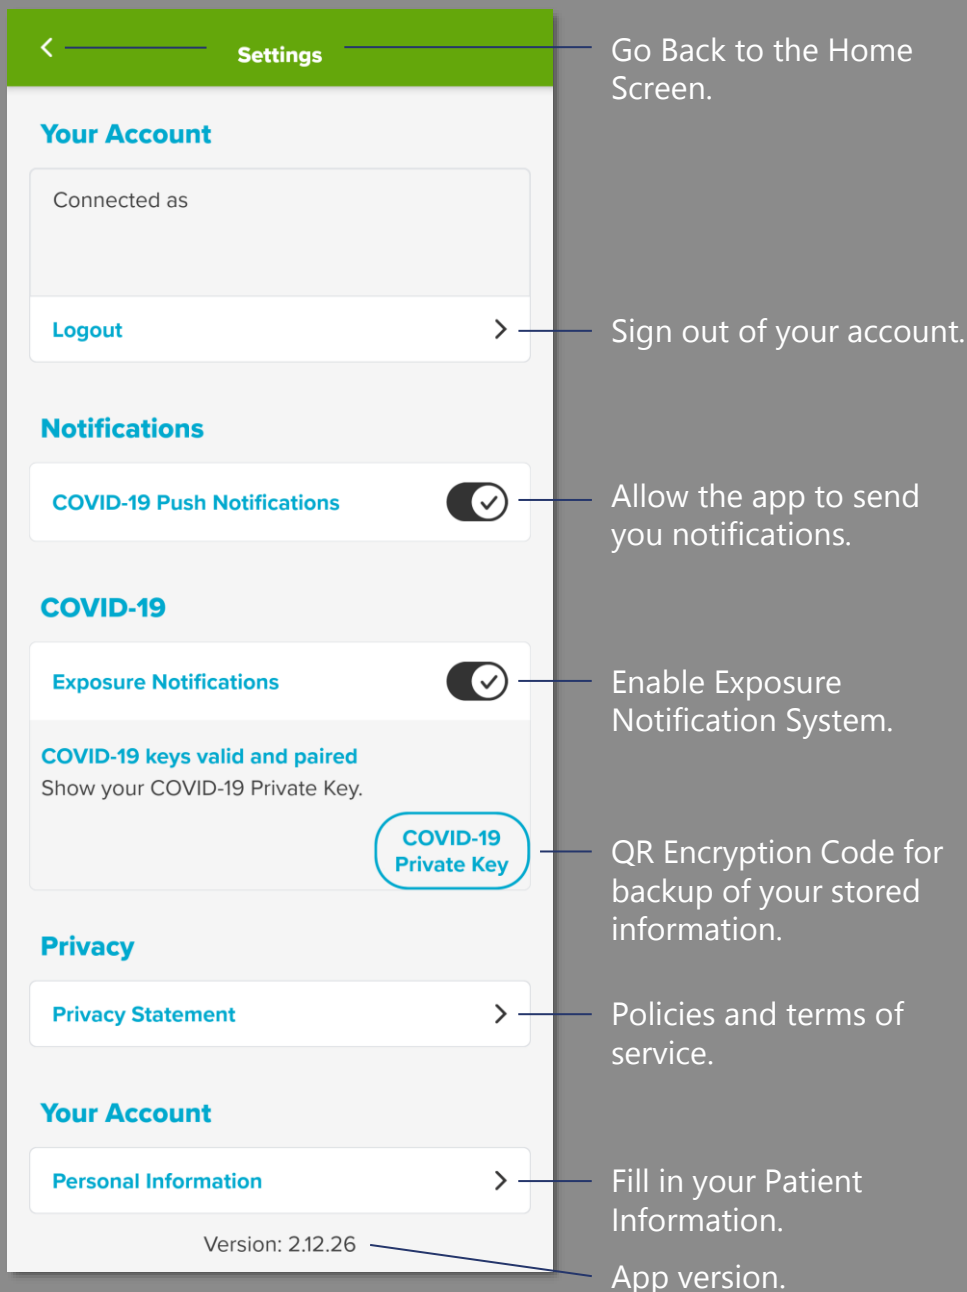 Settings
Go Back to the Home
Screen.
Your Account
Connected as
Logout
Sign out of your account.
Notifications
COVID-19 Push Notifications
Allow the app to send
you notifications.
COVID-19
Exposure Notifications
Enable Exposure
Notification System.
COVID-19 keys valid and paired
Show your COVID-19 Private Key.
COVID-19
Private Key
QR Encryption Code for
backup of your stored
information.
Privacy
Privacy Statement
Policies and terms of
service.
Your Account
Personal Information
Fill in your Patient
Information.
Version: 2.12.26
App version.